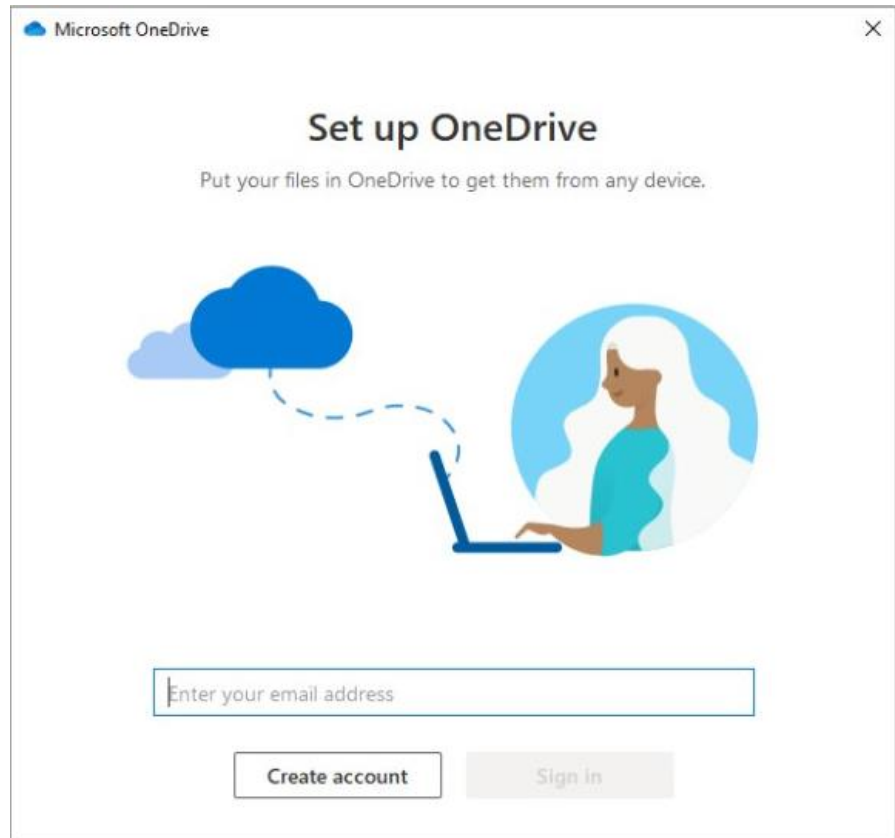 Microsoft OneDrive
Set up OneDrive
Put your files in OneDrive to get them from any device.
Enter your email address
Create account
Sign in